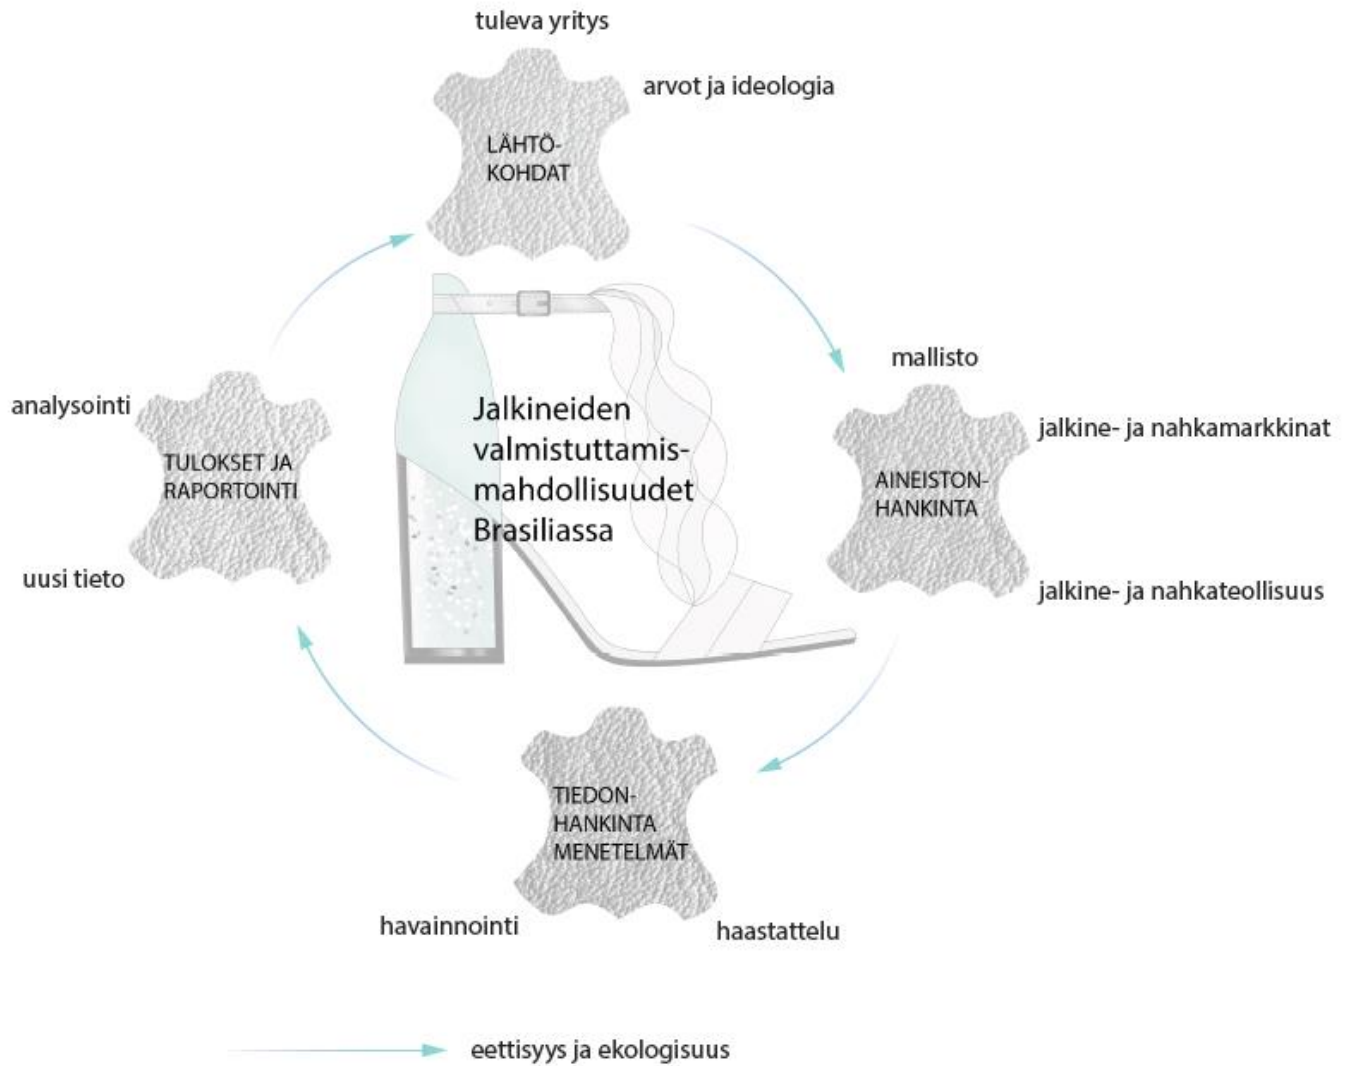 tuleva yritys
arvot ja ideologia
LÄHTÖ-
KOHDAT
mallisto
jalkine- ja nahkamarkkinat
AINEISTON-
HANKINTA
jalkine- ja nahkateollisuus
analysointi
TULOKSET JA
RAPORTOINTI
uusi tieto
Jalkineiden
valmistuttamis-
mahdollisuudet
Brasiliassa
TIEDON-
HANKINTA
MENETELMÄT
havainnointi
haastattelu
eettisyys ja ekologisuus